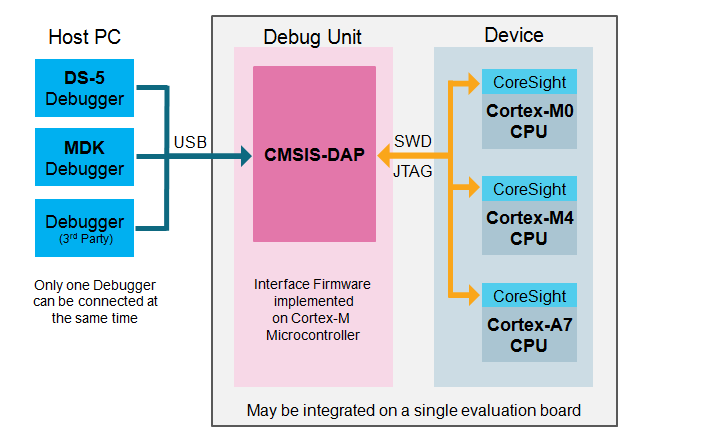 Host PC
DS-5
Debugger
MDK
Debugger
Debugger
(3rd Party)
Only one Debugger
can be connected at
the same time
USB
Debug Unit
CMSIS-DAP
Interface Firmware
implemented
on Cortex-M
Microcontroller
SWD
JTAG
Device
CoreSight
Cortex-M0
CPU
CoreSight
Cortex-M4
CPU
CoreSight
Cortex-A7
CPU
May be integrated on a single evaluation board